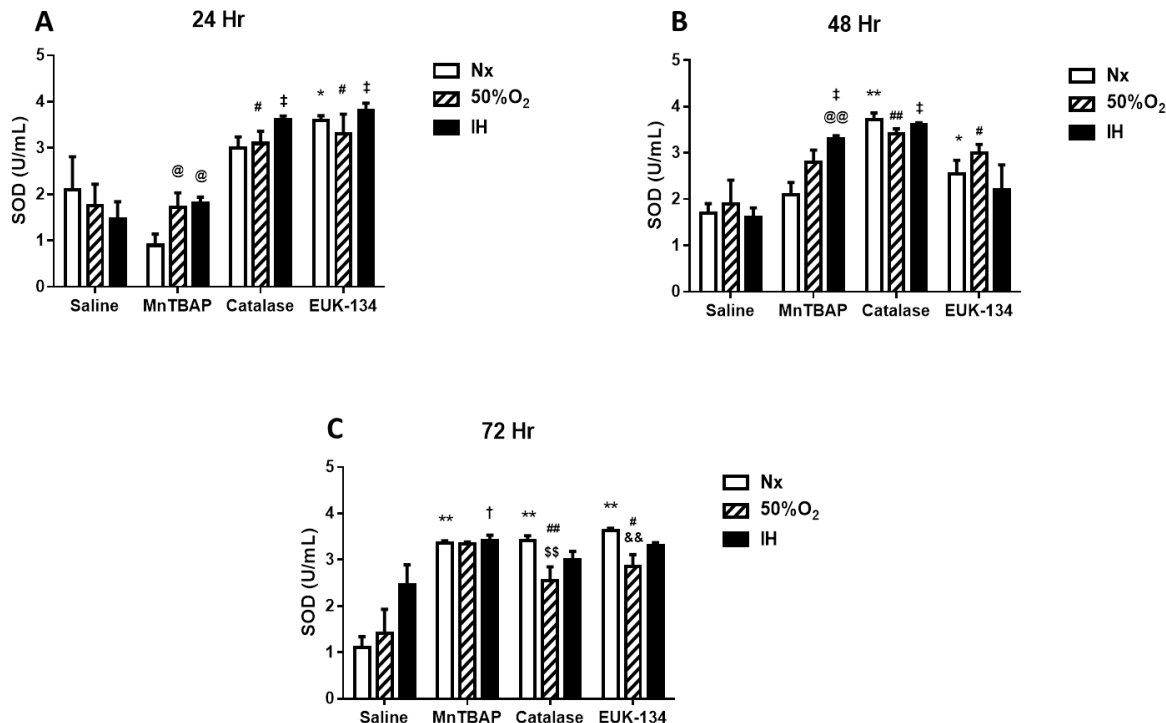 A
24 Hr
SOD (U/mL)
5
4
3
2
1
0
@
@
#
‡
*
#
‡
Saline MnTBAP Catalase EUK-134
Nx
50%O₂
IH
B
48 Hr
SOD (U/mL)
5
4
3
2
1
0
‡
@@
**
##
‡
*
#
Saline MnTBAP Catalase EUK-134
Nx
50%O₂
IH
C
72 Hr
SOD (U/mL)
5
4
3
2
1
0
**
†
**
##
$$
**
#
&&
Saline MnTBAP Catalase EUK-134
Nx
50%O₂
IH